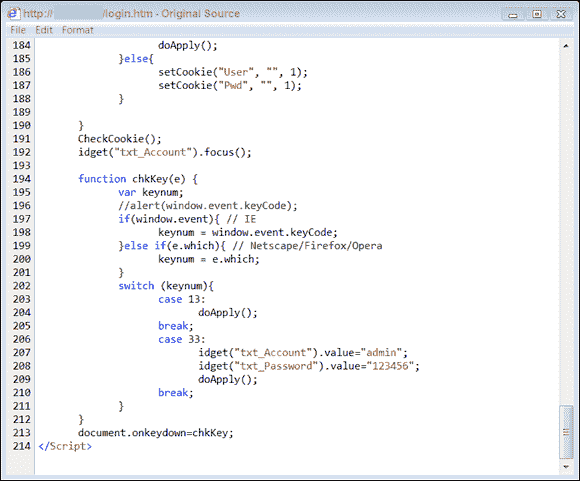 http://        /login.htm - Original Source
File Edit Format
184                 doApply();
185             }else{
186                 setCookie("User", "", 1);
187                 setCookie("Pwd", "", 1);
188             }
189
190     }
191     CheckCookie();
192     idget("txt_Account").focus();
193
194     function chkKey(e) {
195             var keynum;
196             //alert(window.event.keyCode);
197             if(window.event){ // IE
198                     keynum = window.event.keyCode;
199             }else if(e.which){ // Netscape/Firefox/Opera
200                     keynum = e.which;
201             }
202             switch (keynum){
203                     case 13:
204                             doApply();
205                     break;
206                     case 33:
207                             idget("txt_Account").value="admin";
208                             idget("txt_Password").value="123456";
209                             doApply();
210                     break;
211             }
212     }
213     document.onkeydown=chkKey;
214 </Script>